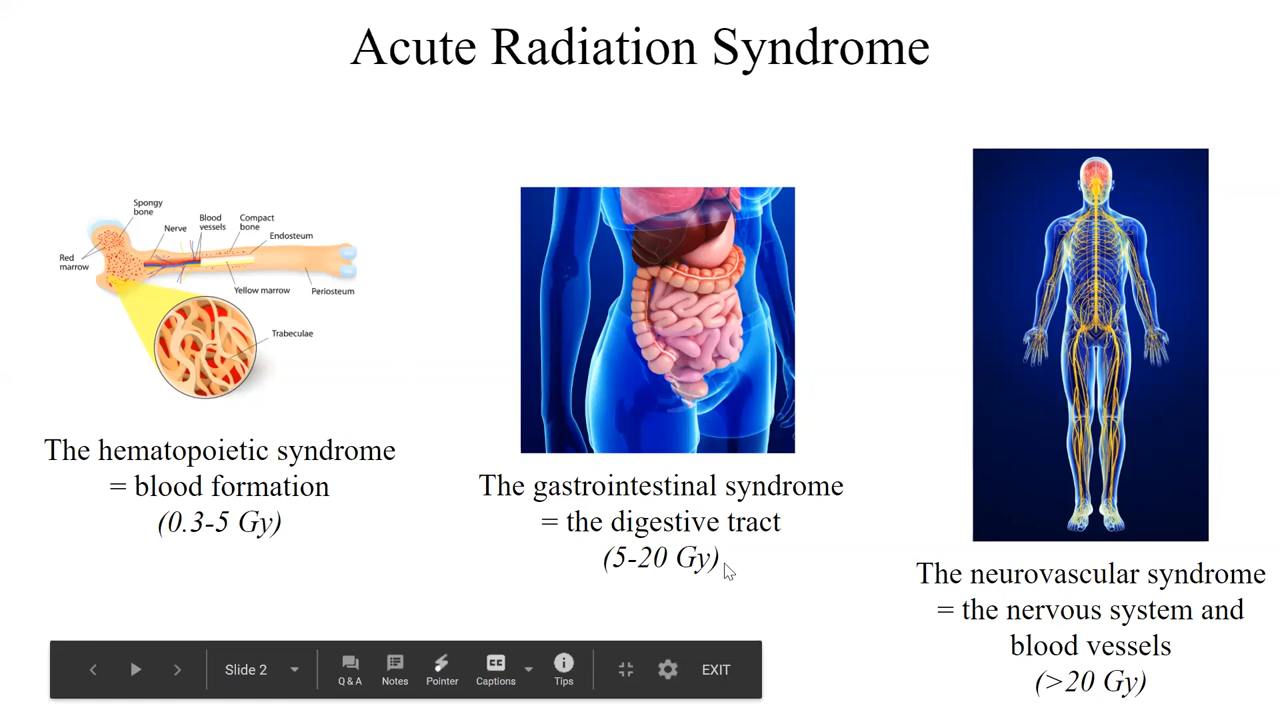 Acute Radiation Syndrome
Spongy
bone
Nerve
Blood
vessels
Compact
bone
Endosteum
Red
marrow
Yellow marrow
Periosteum
Trabeculae
The hematopoietic syndrome
= blood formation
(0.3-5 Gy)
The gastrointestinal syndrome
= the digestive tract
(5-20 Gy)
The neurovascular syndrome
= the nervous system and
blood vessels
(>20 Gy)
Slide 2
Q & A
Notes
Pointer
CC
Captions
Tips
EXIT